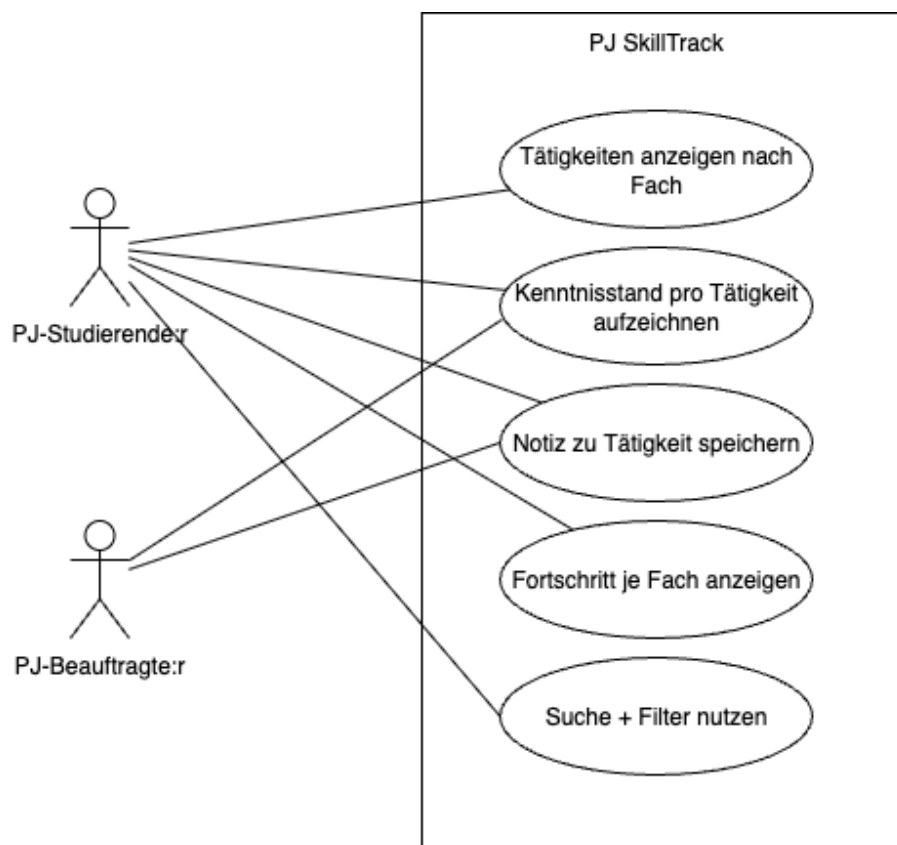 PJ SkillTrack
Tätigkeiten anzeigen nach
Fach
Kenntnisstand pro Tätigkeit
aufzeichnen
PJ-Studierende:r
Notiz zu Tätigkeit speichern
Fortschritt je Fach anzeigen
PJ-Beauftragte:r
Suche + Filter nutzen